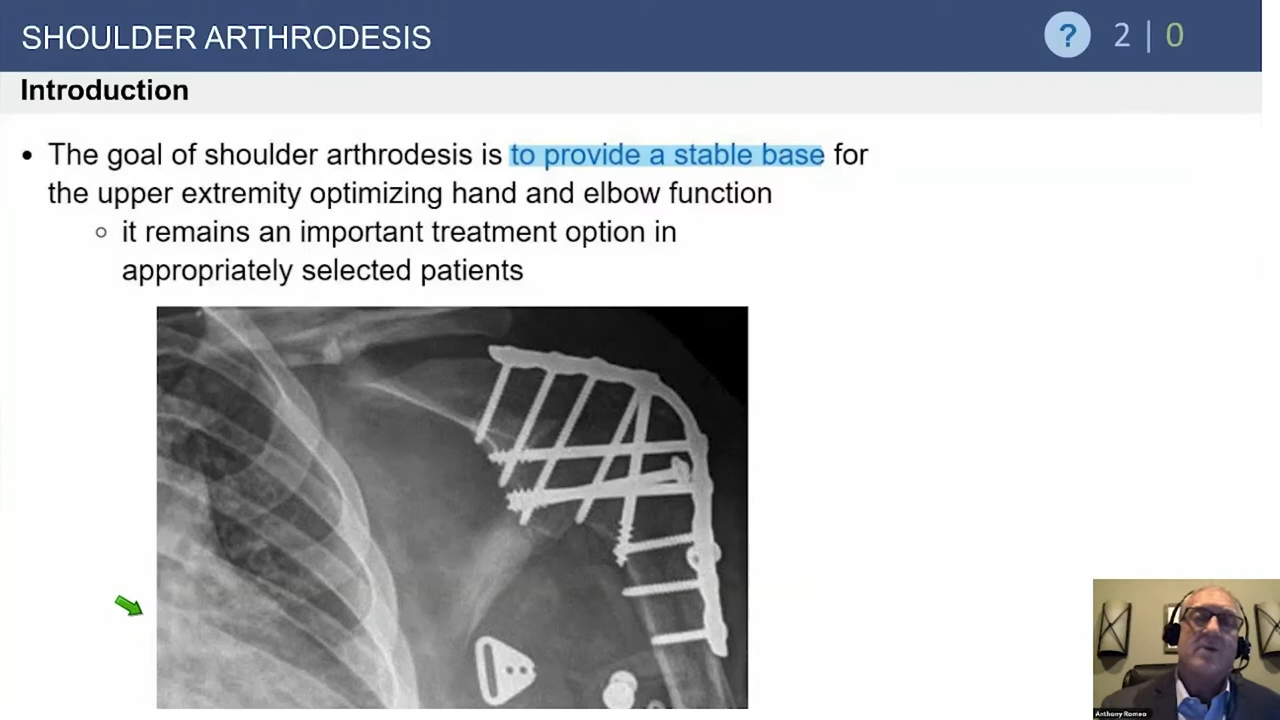 SHOULDER ARTHRODESIS
? 2 | 0
Introduction
• The goal of shoulder arthrodesis is to provide a stable base for
the upper extremity optimizing hand and elbow function
○ it remains an important treatment option in
appropriately selected patients
Anthony Romeo